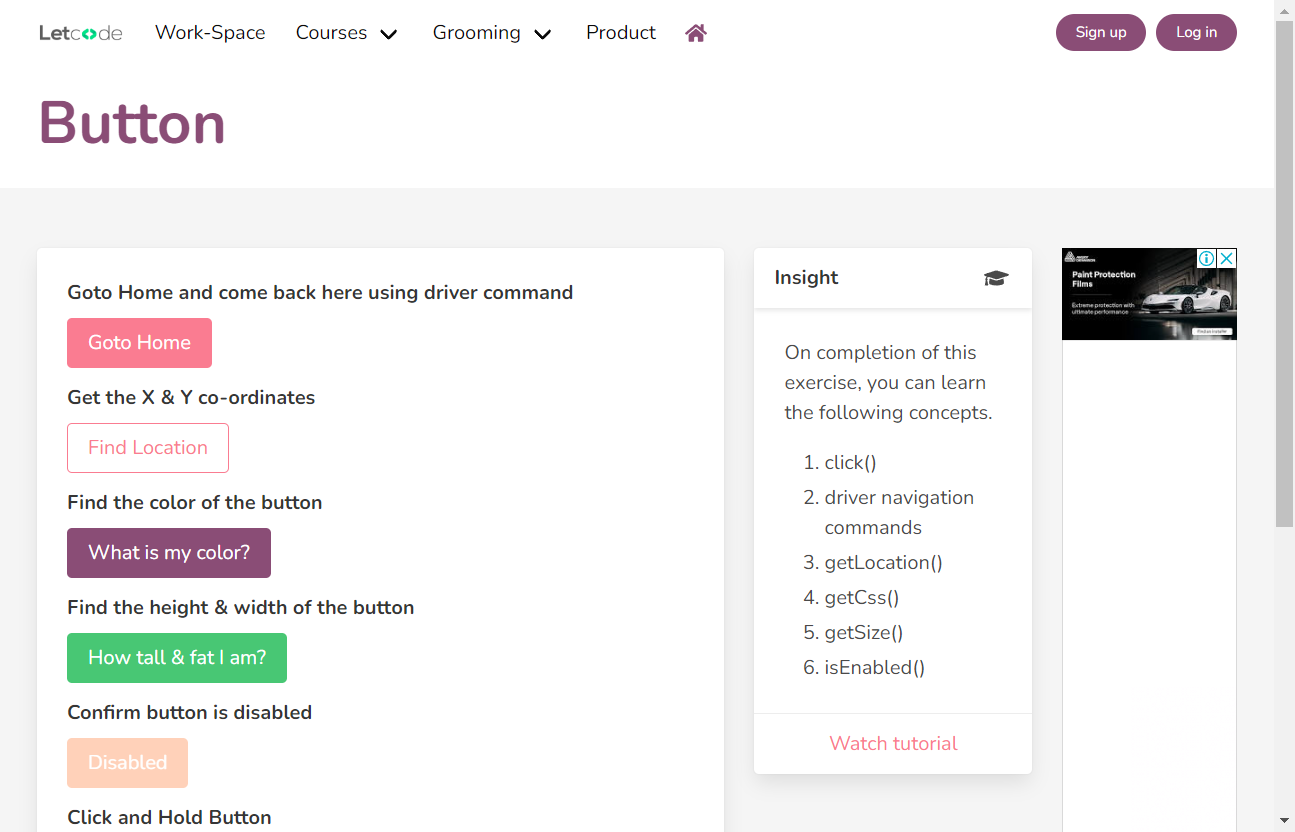 Letcode Work-Space Courses Grooming Product Sign up Log in
Button
Goto Home and come back here using driver command
Goto Home
Get the X & Y co-ordinates
Find Location
Find the color of the button
What is my color?
Find the height & width of the button
How tall & fat I am?
Confirm button is disabled
Disabled
Click and Hold Button
Insight
On completion of this
exercise, you can learn
the following concepts.
1. click()
2. driver navigation
commands
3. getLocation()
4. getCss()
5. getSize()
6. isEnabled()
Watch tutorial
Paint Protection
Films
Extreme protection with
ultimate performance